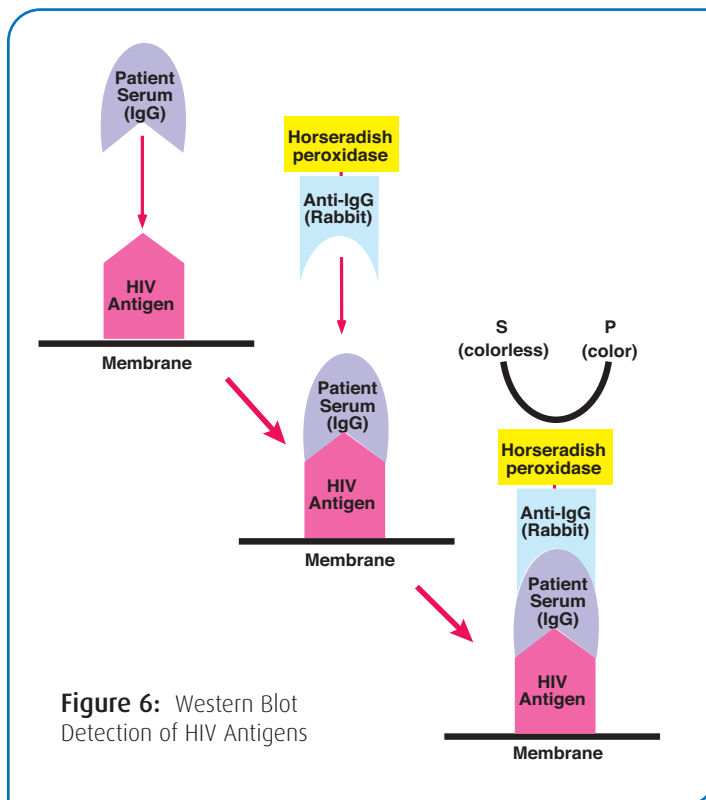 Patient
Serum
(IgG)
HIV
Antigen
Membrane
Horseradish
peroxidase
Anti-IgG
(Rabbit)
Patient
Serum
(IgG)
HIV
Antigen
Membrane
S
(colorless)
P
(color)
Horseradish
peroxidase
Anti-IgG
(Rabbit)
Patient
Serum
(IgG)
HIV
Antigen
Membrane
Figure 6: Western Blot
Detection of HIV Antigens